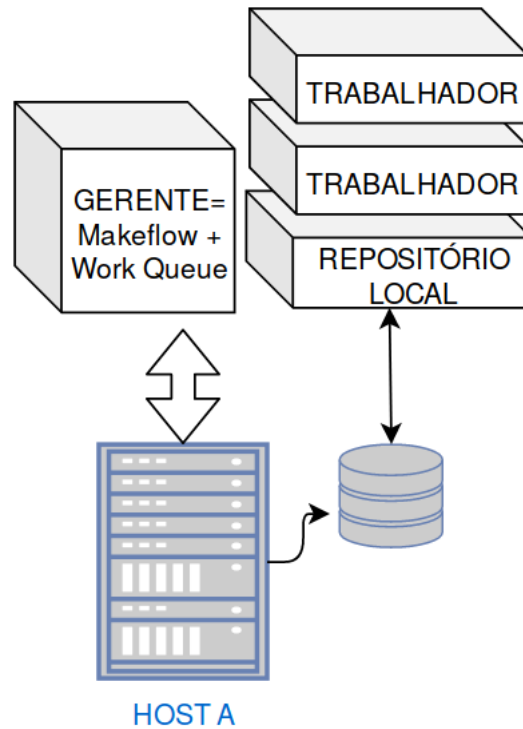 GERENTE=
Makeflow +
Work Queue
TRABALHADOR
TRABALHADOR
REPOSITÓRIO
LOCAL
HOST A